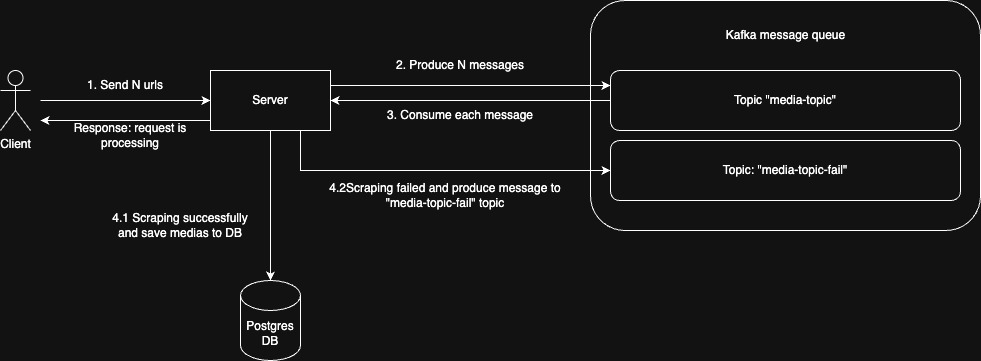 Kafka message queue
1. Send N urls
2. Produce N messages
Server
Topic "media-topic"
3. Consume each message
Response: request is
processing
Client
Topic: "media-topic-fail"
4.2Scraping failed and produce message to
"media-topic-fail" topic
4.1 Scraping successfully
and save medias to DB
Postgres
DB